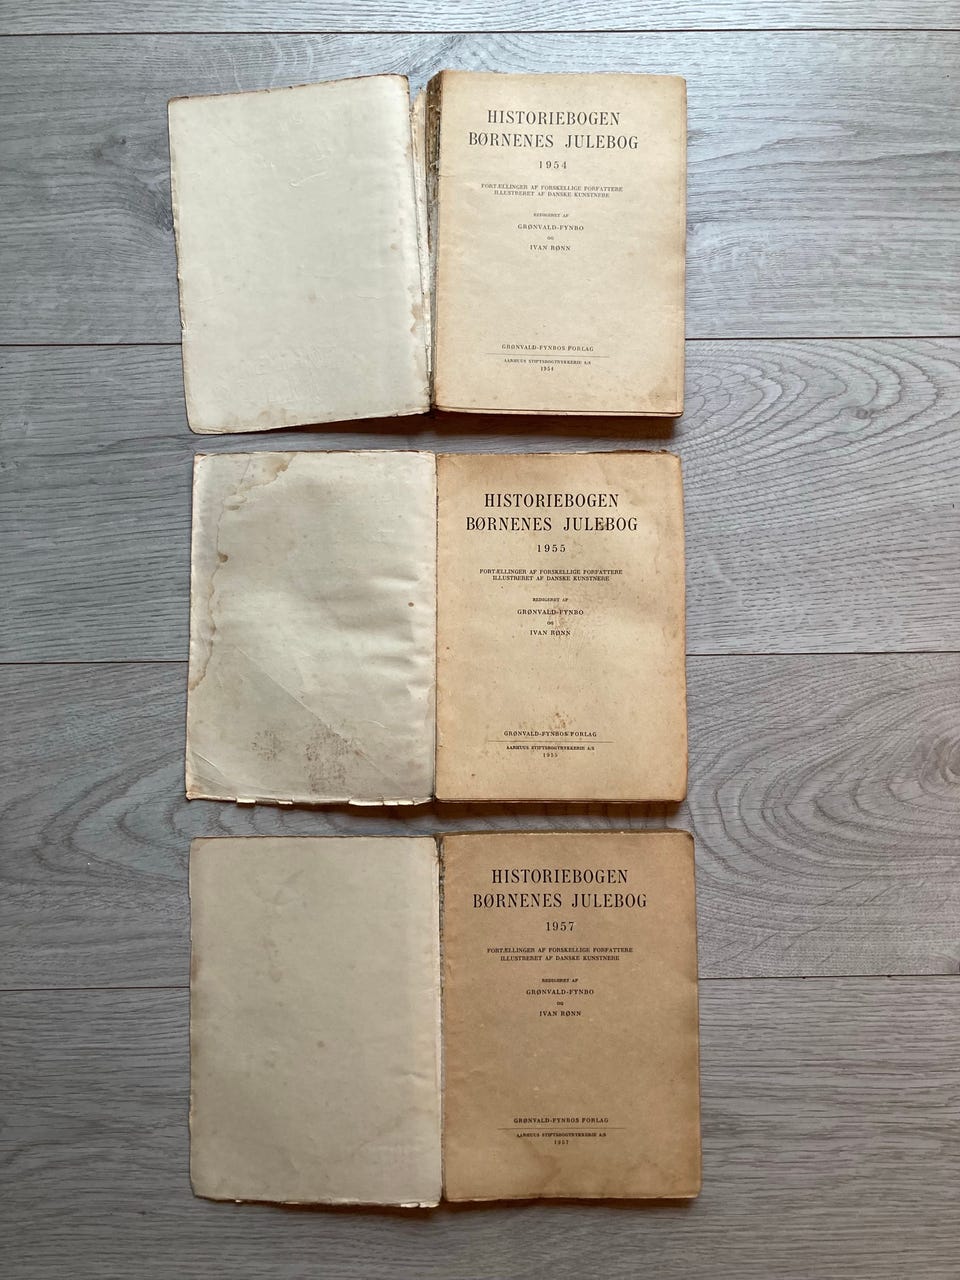 HISTORIEBOGEN
BØRNENES JULEBOG
1954
FORTÆLLINGER AF FORSKELLIGE FORFATTERE
ILLUSTRERET AF DANSKE KUNSTNERE
REDIGERET AF
GRØNVALD-FYNBO
OG
IVAN RØNN
GRØNVALD-FYNBOS FORLAG
AARHUUS STIFTSBOGTRYKKERIE A/S
1954
HISTORIEBOGEN
BØRNENES JULEBOG
1955
FORTÆLLINGER AF FORSKELLIGE FORFATTERE
ILLUSTRERET AF DANSKE KUNSTNERE
REDIGERET AF
GRØNVALD-FYNBO
OG
IVAN RØNN
GRØNVALD-FYNBOS FORLAG
AARHUUS STIFTSBOGTRYKKERIE A/S
1955
HISTORIEBOGEN
BØRNENES JULEBOG
1957
FORTÆLLINGER AF FORSKELLIGE FORFATTERE
ILLUSTRERET AF DANSKE KUNSTNERE
REDIGERET AF
GRØNVALD-FYNBO
OG
IVAN RØNN
GRØNVALD-FYNBOS FORLAG
AARHUUS STIFTSBOGTRYKKERIE A/S
1957